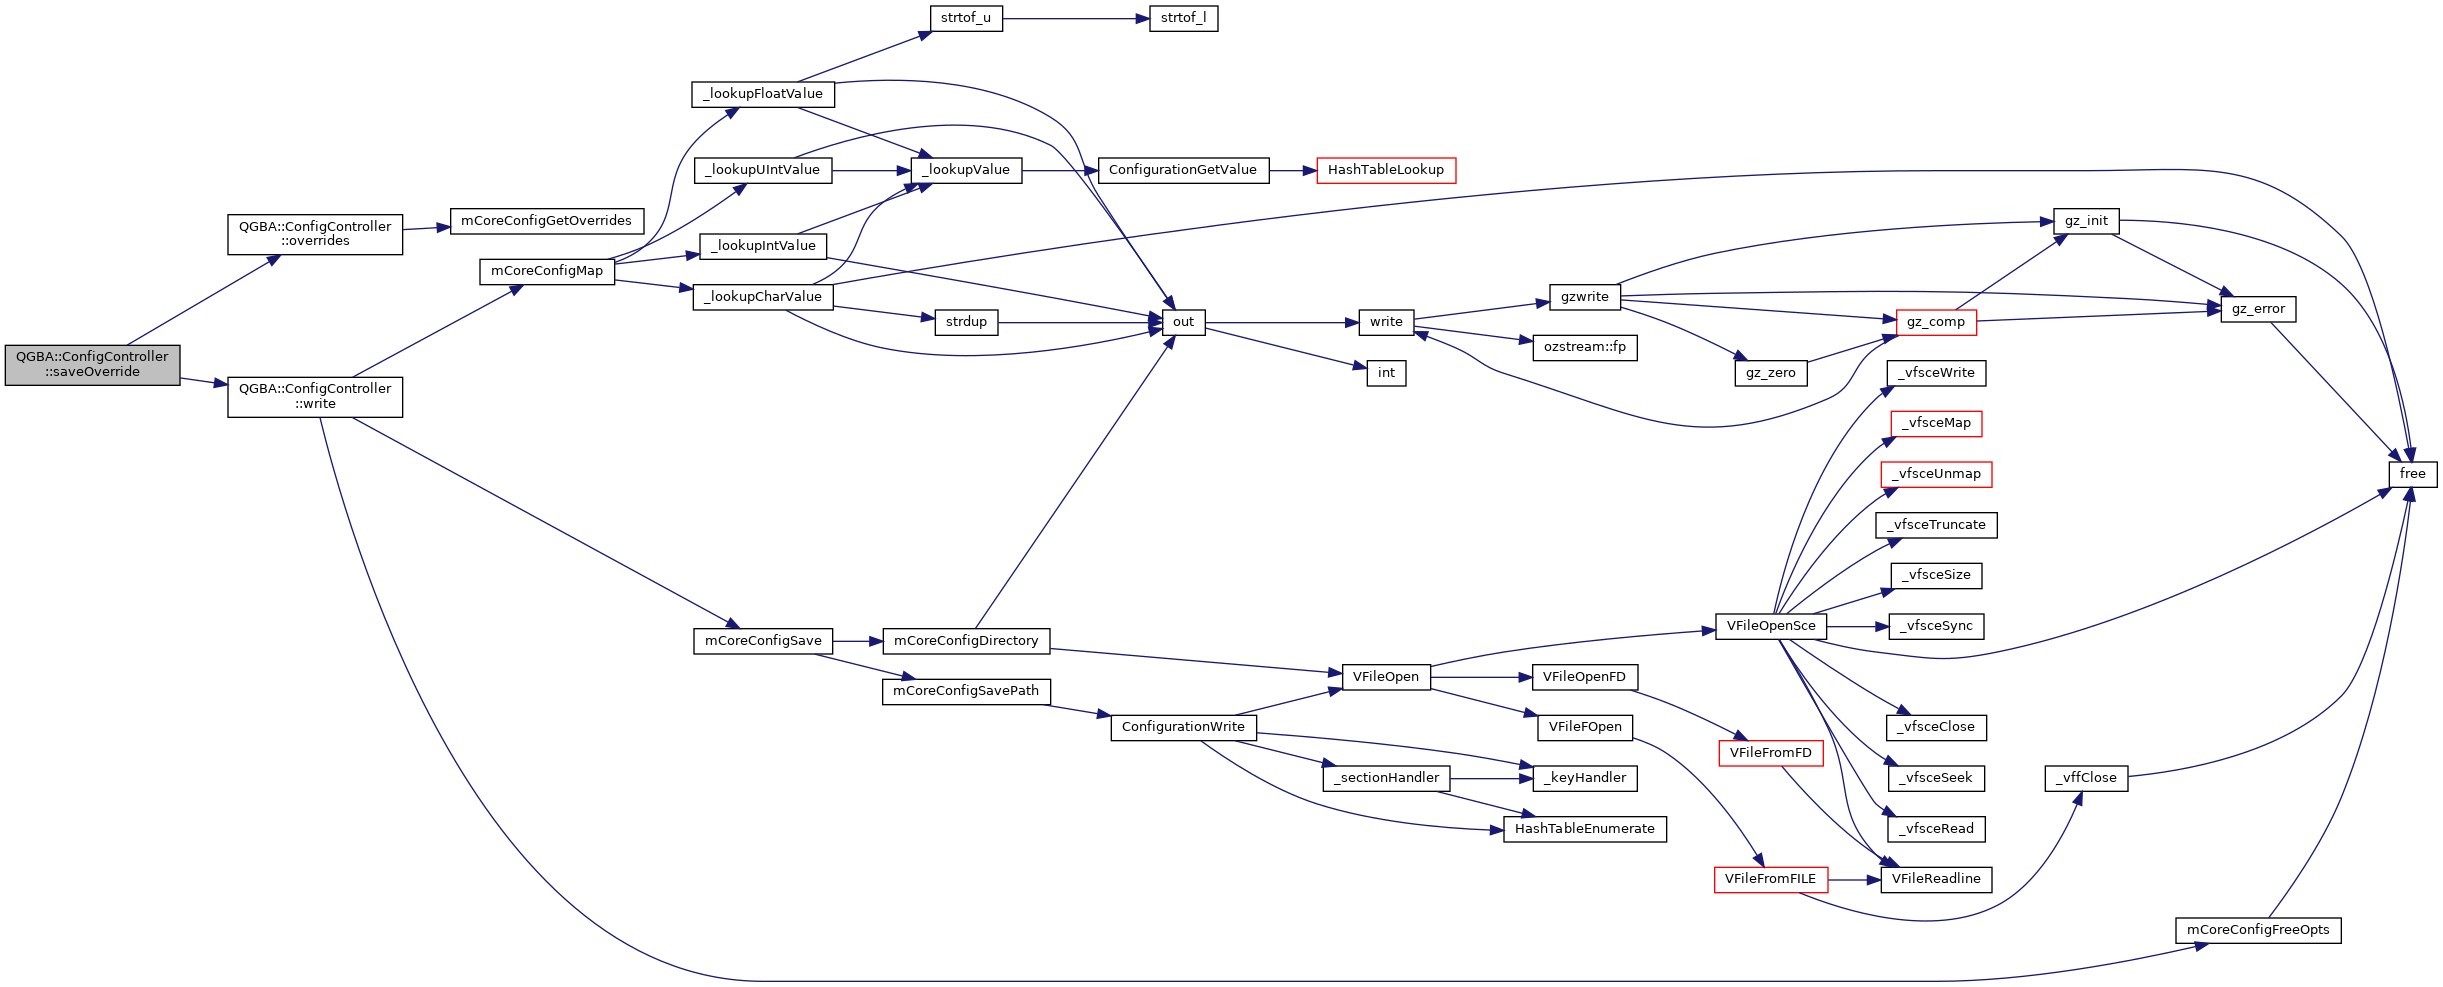 QGBA::ConfigController
::saveOverride
QGBA::ConfigController
::overrides
mCoreConfigGetOverrides
QGBA::ConfigController
::write
mCoreConfigMap
_lookupFloatValue
strtof_u
strtof_l
_lookupUIntValue
_lookupValue
ConfigurationGetValue
HashTableLookup
_lookupIntValue
_lookupCharValue
strdup
out
write
int
gzwrite
ozstream::fp
gz_zero
gz_comp
gz_init
gz_error
free
mCoreConfigSave
mCoreConfigDirectory
mCoreConfigSavePath
ConfigurationWrite
VFileOpen
_sectionHandler
_keyHandler
HashTableEnumerate
VFileOpenFD
VFileFOpen
VFileOpenSce
VFileFromFD
VFileFromFILE
_vfsceWrite
_vfsceMap
_vfsceUnmap
_vfsceTruncate
_vfsceSize
_vfsceSync
_vfsceClose
_vfsceSeek
_vfsceRead
VFileReadline
_vffClose
mCoreConfigFreeOpts